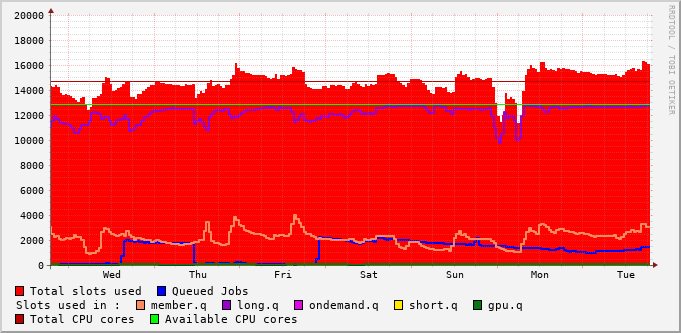 20000
18000
16000
14000
12000
10000
8000
6000
4000
2000
0
Wed Thu Fri Sat Sun Mon Tue
RRDTOOL / TOBI OETIKER
Total slots used Queued Jobs
Slots used in : member.q long.q ondemand.q short.q gpu.q
Total CPU cores Available CPU cores